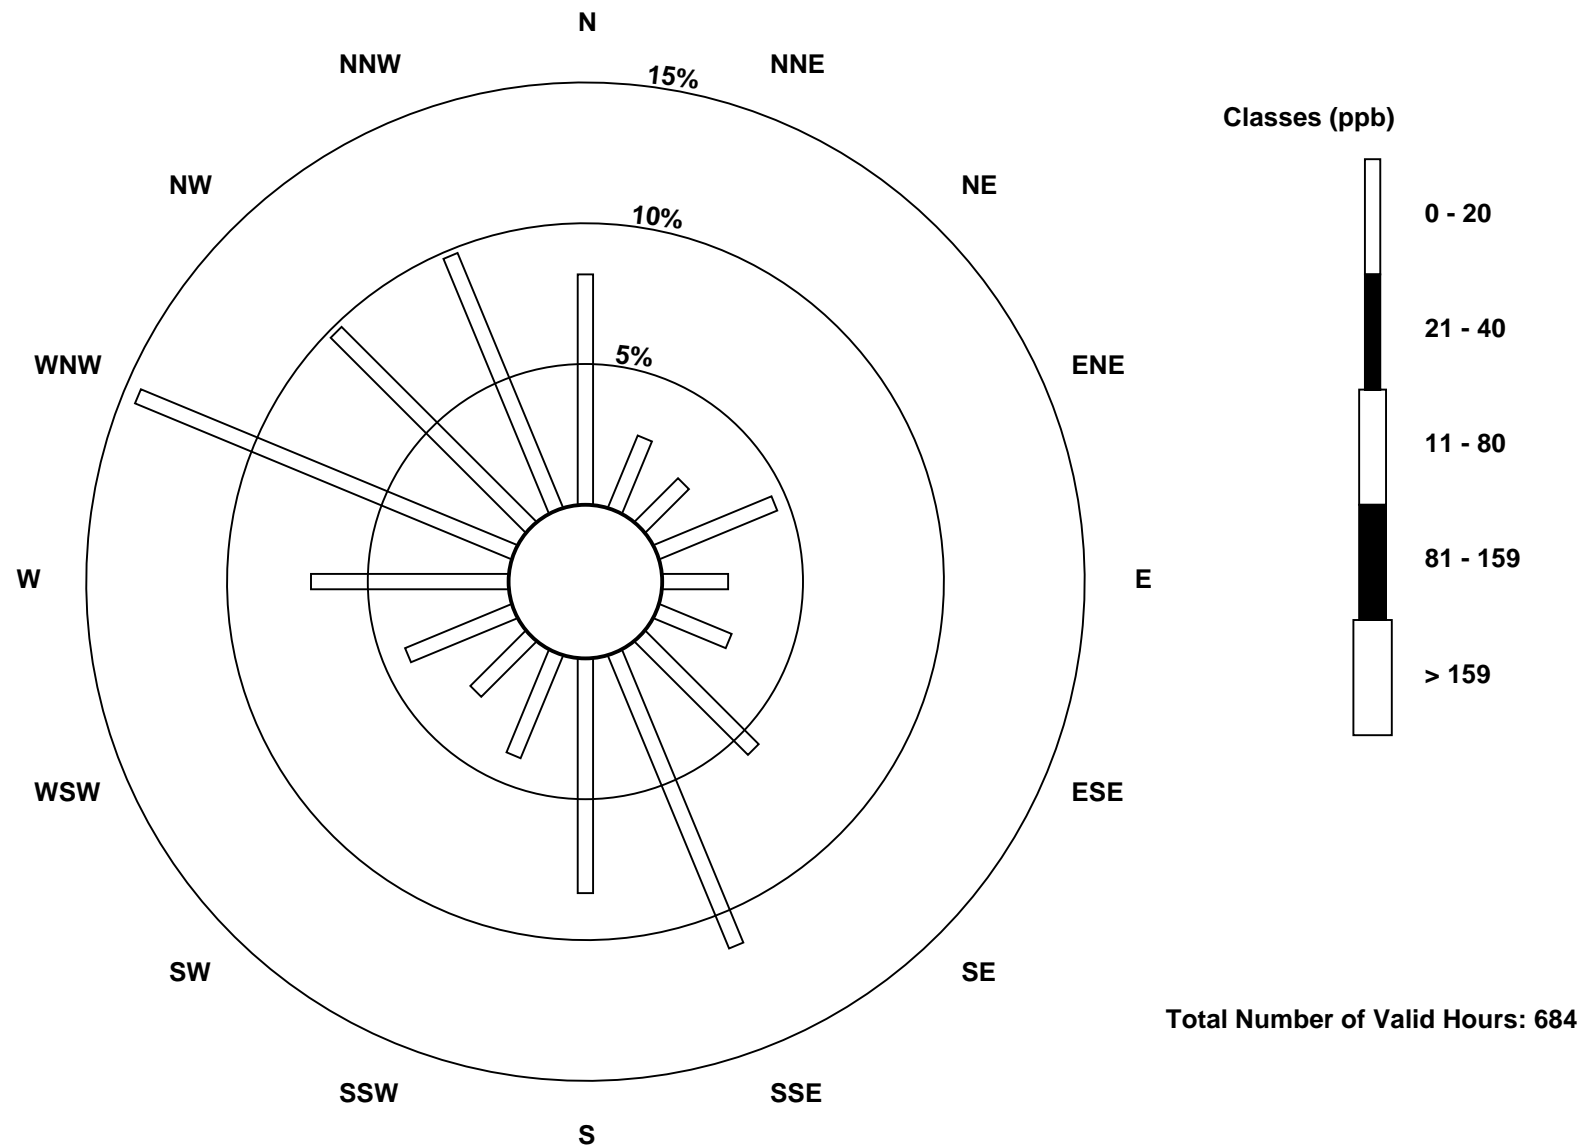 N
NNW
NNE
15%
Classes (ppb)
NW
NE
0 - 20
10%
21 - 40
5%
WNW
ENE
11 - 80
81 - 159
W
E
> 159
WSW
ESE
SW
SE
Total Number of Valid Hours: 684
SSW
SSE
S